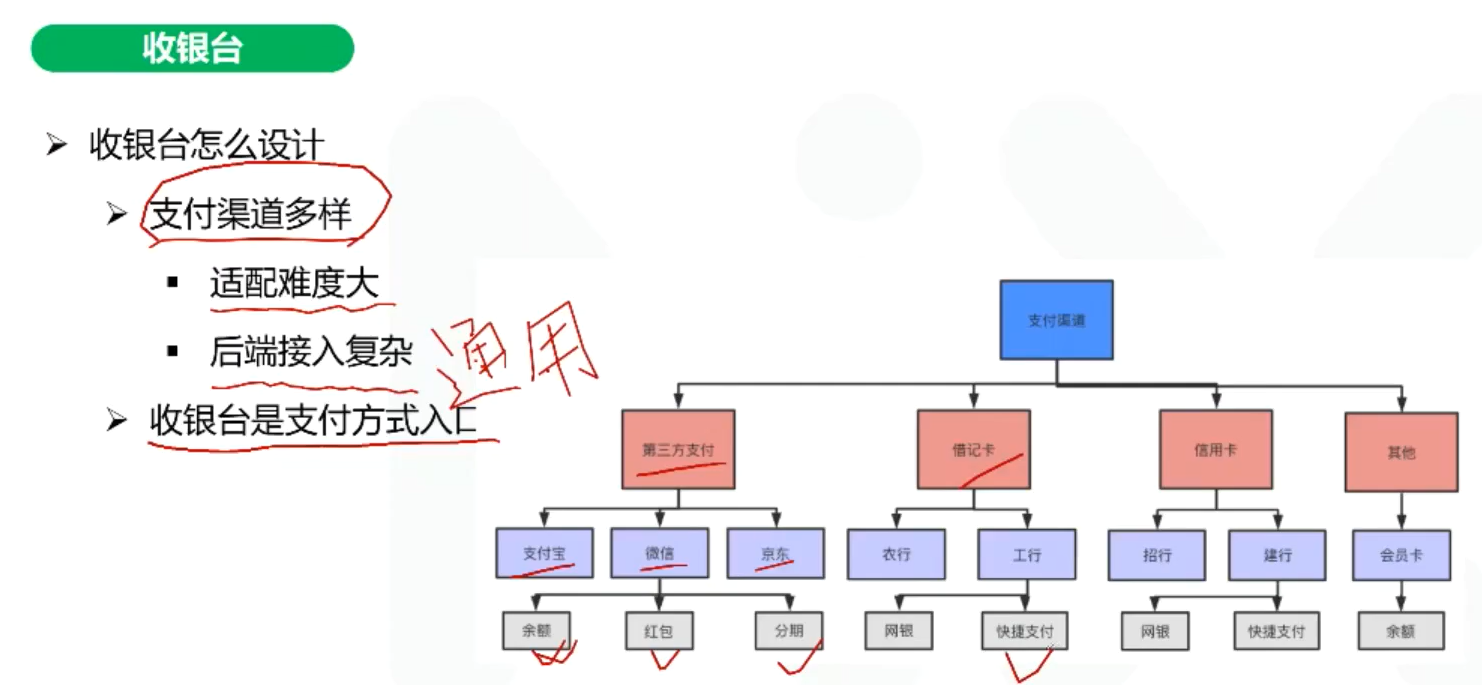 收银台
收银台怎么设计
支付渠道多样
适配难度大
后端接入复杂
通用
收银台是支付方式入口
支付渠道
第三方支付 借记卡 信用卡 其他
支付宝 微信 京东 农行 工行 招行 建行 会员卡
余额 红包 分期 网银 快捷支付 网银 快捷支付 余额